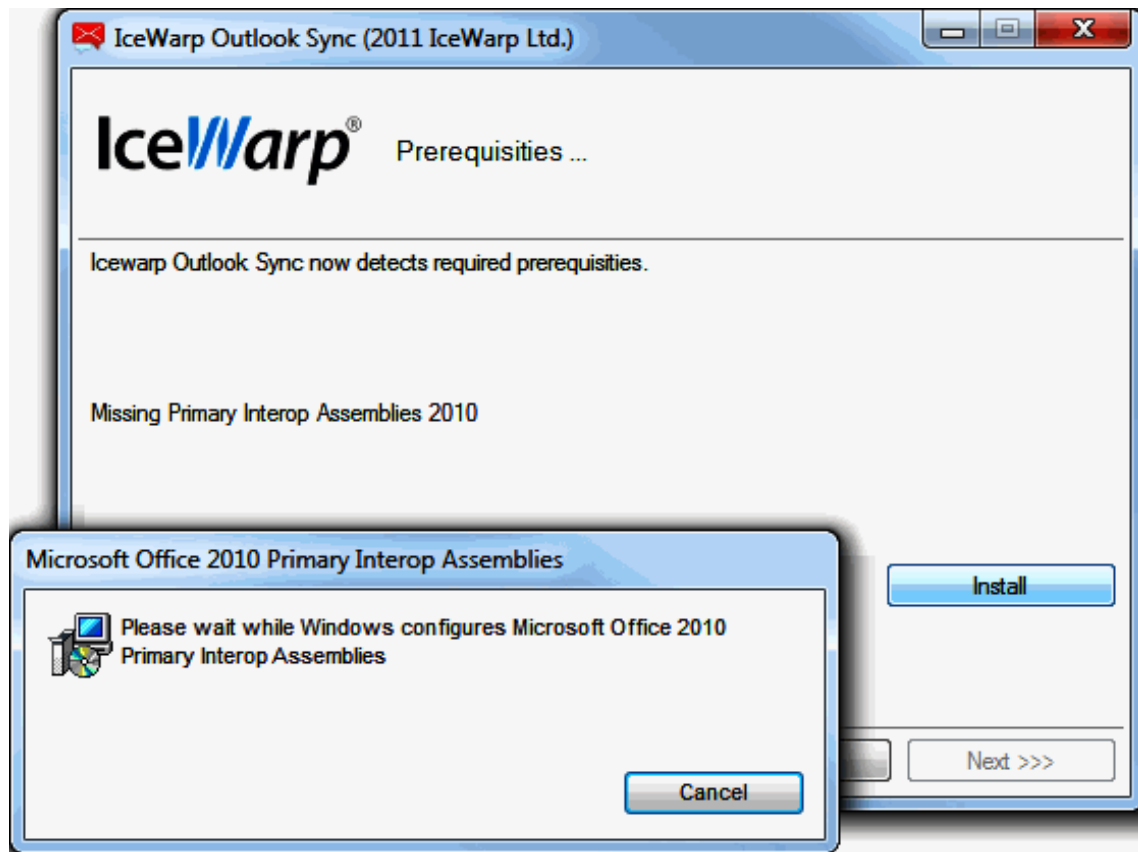 IceWarp Outlook Sync (2011 IceWarp Ltd.)
IceWarp® Prerequisities ...
Icewarp Outlook Sync now detects required prerequisities.
Missing Primary Interop Assemblies 2010
Install
Next >>>
Microsoft Office 2010 Primary Interop Assemblies
Please wait while Windows configures Microsoft Office 2010
Primary Interop Assemblies
Cancel